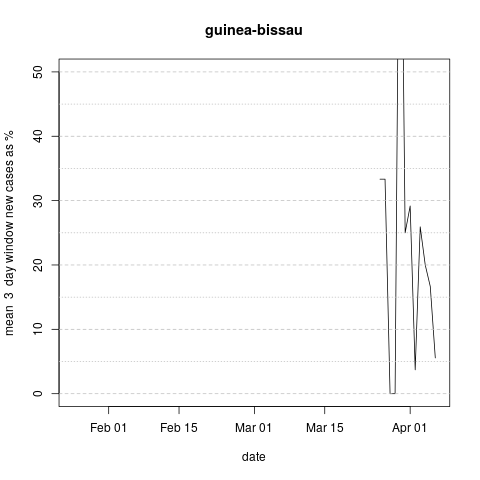 guinea-bissau
mean  3  day window new cases as %
50
40
30
20
10
0
Feb 01
Feb 15
Mar 01
Mar 15
Apr 01
date